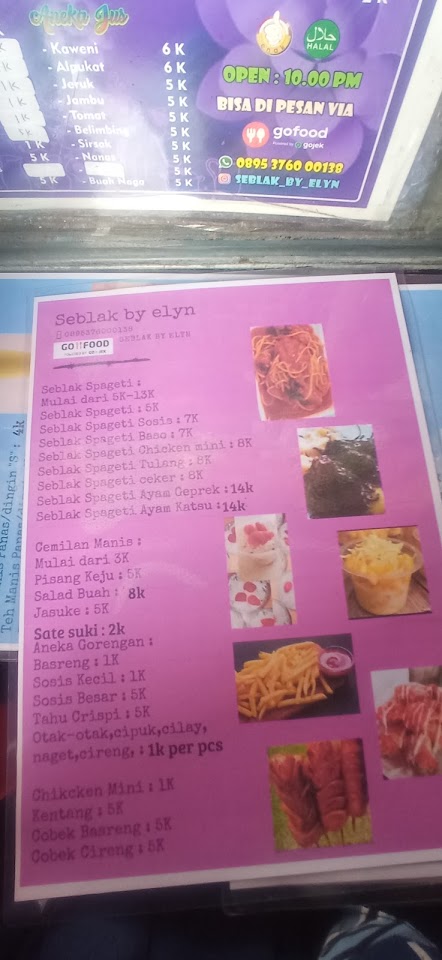 Aneka Jus
- Kaweni 6 K
- Alpukat 6 K
- Jeruk 5 K
- Jambu 5 K
- Tomat 5 K
- Belimbing 5 K
- Sirsak 5 K
- Nanas 5 K
- Buah Naga 5 K
حلال
HALAL
OPEN : 10.00 PM
BISA DI PESAN VIA
gofood
Powered by gojek
0895 3760 00138
SEBLAK_BY_ELYN
Seblak by elyn
0895376000138
GOFOOD SEBLAK BY ELYN
Seblak Spageti :
Mulai dari 5K-13K
Seblak Spageti : 5K
Seblak Spageti Sosis : 7K
Seblak Spageti Baso : 7K
Seblak Spageti Chicken mini : 8K
Seblak Spageti Tulang : 8K
Seblak Spageti ceker : 8K
Seblak Spageti Ayam Geprek : 14k
Seblak Spageti Ayam Katsu : 14k
Cemilan Manis :
Mulai dari 3K
Pisang Keju : 5K
Salad Buah : 8k
Jasuke : 5K
Sate suki : 2k
Aneka Gorengan :
Basreng : 1K
Sosis Kecil : 1K
Sosis Besar : 5K
Tahu Crispi : 5K
Otak-otak,cipuk,cilay,
naget,cireng, : 1k per pcs
Chikcken Mini : 1K
Kentang : 5K
Cobek Basreng : 5K
Cobek Cireng : 5K
Teh Manis Panas/dingin "S" : 4k